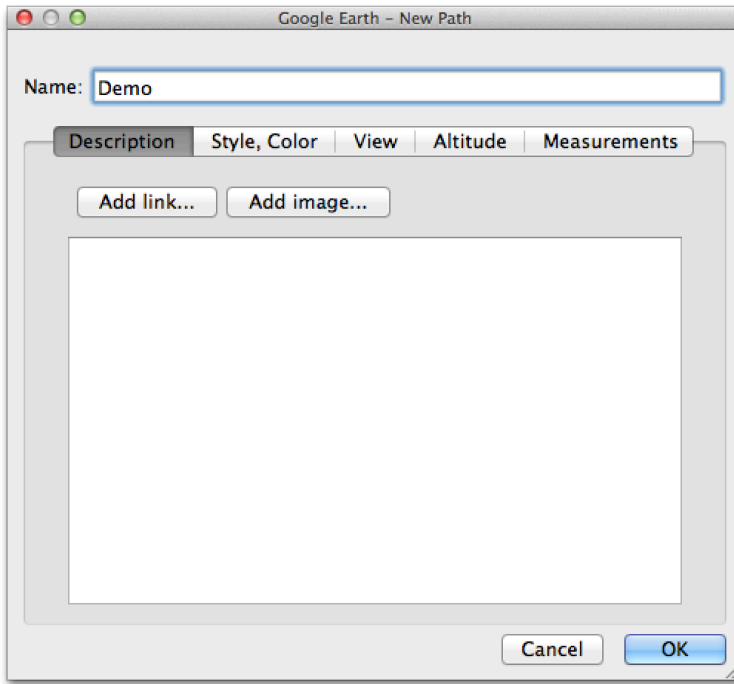 Google Earth – New Path
Name: Demo
Description Style, Color View Altitude Measurements
Add link... Add image...
Cancel OK